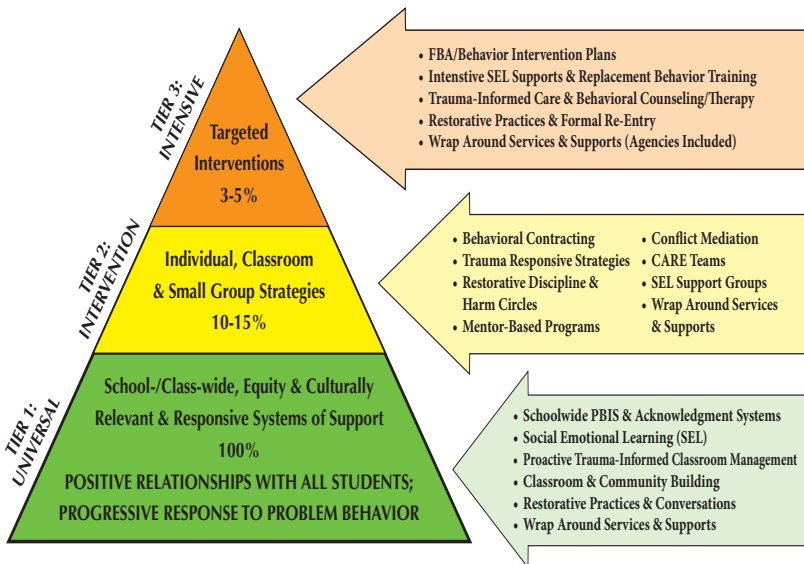 TIER 3:
INTENSIVE
Targeted
Interventions
3-5%
• FBA/Behavior Intervention Plans
• Intenstive SEL Supports & Replacement Behavior Training
• Trauma-Informed Care & Behavioral Counseling/Therapy
• Restorative Practices & Formal Re-Entry
• Wrap Around Services & Supports (Agencies Included)
TIER 2:
INTERVENTION
Individual, Classroom
& Small Group Strategies
10-15%
• Behavioral Contracting
• Trauma Responsive Strategies
• Restorative Discipline &
Harm Circles
• Mentor-Based Programs
• Conflict Mediation
• CARE Teams
• SEL Support Groups
• Wrap Around Services
& Supports
TIER 1:
UNIVERSAL
School-/Class-wide, Equity & Culturally
Relevant & Responsive Systems of Support
100%
POSITIVE RELATIONSHIPS WITH ALL STUDENTS;
PROGRESSIVE RESPONSE TO PROBLEM BEHAVIOR
• Schoolwide PBIS & Acknowledgment Systems
• Social Emotional Learning (SEL)
• Proactive Trauma-Informed Classroom Management
• Classroom & Community Building
• Restorative Practices & Conversations
• Wrap Around Services & Supports